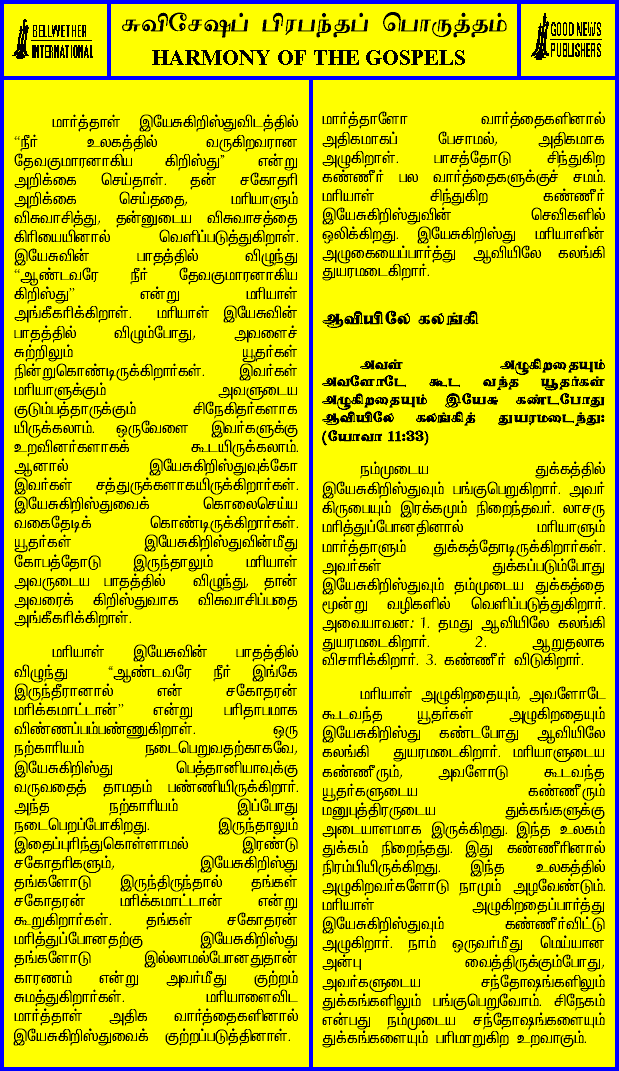 BELLWETHER
INTERNATIONAL
சுவிசேஷப் பிரபந்தப் பொருத்தம்
HARMONY OF THE GOSPELS
GOOD NEWS
PUBLISHERS
மார்த்தாள் இயேசுகிறிஸ்துவிடத்தில்
“நீர் உலகத்தில் வருகிறவரான
தேவகுமாரனாகிய கிறிஸ்து” என்று
அறிக்கை செய்தாள். தன் சகோதரி
அறிக்கை செய்ததை, மரியாளும்
விசுவாசித்து, தன்னுடைய விசுவாசத்தை
கிரியையினால் வெளிப்படுத்துகிறாள்.
இயேசுவின் பாதத்தில் விழுந்து
“ஆண்டவரே நீர் தேவகுமாரனாகிய
கிறிஸ்து” என்று மரியாள்
அங்கீகரிக்கிறாள். மரியாள் இயேசுவின்
பாதத்தில் விழும்போது, அவளைச்
சுற்றிலும் யூதர்கள்
நின்றுகொண்டிருக்கிறார்கள். இவர்கள்
மரியாளுக்கும் அவளுடைய
குடும்பத்தாருக்கும் சிநேகிதர்களாக
யிருக்கலாம். ஒருவேளை இவர்களுக்கு
உறவினர்களாகக் கூடயிருக்கலாம்.
ஆனால் இயேசுகிறிஸ்துவுக்கோ
இவர்கள் சத்துருக்களாகயிருக்கிறார்கள்.
இயேசுகிறிஸ்துவைக் கொலைசெய்ய
வகைதேடிக் கொண்டிருக்கிறார்கள்.
யூதர்கள் இயேசுகிறிஸ்துவின்மீது
கோபத்தோடு இருந்தாலும் மரியாள்
அவருடைய பாதத்தில் விழுந்து, தான்
அவரைக் கிறிஸ்துவாக விசுவாசிப்பதை
அங்கீகரிக்கிறாள்.
மரியாள் இயேசுவின் பாதத்தில்
விழுந்து “ஆண்டவரே நீர் இங்கே
இருந்தீரானால் என் சகோதரன்
மரிக்கமாட்டான்” என்று பரிதாபமாக
விண்ணப்பம்பண்ணுகிறாள். ஒரு
நற்காரியம் நடைபெறுவதற்காகவே,
இயேசுகிறிஸ்து பெத்தானியாவுக்கு
வருவதைத் தாமதம் பண்ணியிருக்கிறார்.
அந்த நற்காரியம் இப்போது
நடைபெறப்போகிறது. இருந்தாலும்
இதைப்புரிந்துகொள்ளாமல் இரண்டு
சகோதரிகளும், இயேசுகிறிஸ்து
தங்களோடு இருந்திருந்தால் தங்கள்
சகோதரன் மரிக்கமாட்டான் என்று
கூறுகிறார்கள். தங்கள் சகோதரன்
மரித்துப்போனதற்கு இயேசுகிறிஸ்து
தங்களோடு இல்லாமல்போனதுதான்
காரணம் என்று அவர்மீது குற்றம்
சுமத்துகிறார்கள். மரியாளைவிட
மார்த்தாள் அதிக வார்த்தைகளினால்
இயேசுகிறிஸ்துவைக் குற்றப்படுத்தினாள்.
மார்த்தாளோ வார்த்தைகளினால்
அதிகமாகப் பேசாமல், அதிகமாக
அழுகிறாள். பாசத்தோடு சிந்துகிற
கண்ணீர் பல வார்த்தைகளுக்குச் சமம்.
மரியாள் சிந்துகிற கண்ணீர்
இயேசுகிறிஸ்துவின் செவிகளில்
ஒலிக்கிறது. இயேசுகிறிஸ்து மரியாளின்
அழுகையைப்பார்த்து ஆவியிலே கலங்கி
துயரமடைகிறார்.
ஆவியிலே கலங்கி
அவள் அழுகிறதையும்
அவளோடே கூட வந்த யூதர்கள்
அழுகிறதையும் இயேசு கண்டபோது
ஆவியிலே கலங்கித் துயரமடைந்து:
(யோவா 11:33)
நம்முடைய துக்கத்தில்
இயேசுகிறிஸ்துவும் பங்குபெறுகிறார். அவர்
கிருபையும் இரக்கமும் நிறைந்தவர். லாசரு
மரித்துப்போனதினால் மரியாளும்
மார்த்தாளும் துக்கத்தோடிருக்கிறார்கள்.
அவர்கள் துக்கப்படும்போது
இயேசுகிறிஸ்துவும் தம்முடைய துக்கத்தை
மூன்று வழிகளில் வெளிப்படுத்துகிறார்.
அவையாவன: 1. தமது ஆவியிலே கலங்கி
துயரமடைகிறார். 2. ஆறுதலாக
விசாரிக்கிறார். 3. கண்ணீர் விடுகிறார்.
மரியாள் அழுகிறதையும், அவளோடே
கூடவந்த யூதர்கள் அழுகிறதையும்
இயேசுகிறிஸ்து கண்டபோது ஆவியிலே
கலங்கி துயரமடைகிறார். மரியாளுடைய
கண்ணீரும், அவளோடு கூடவந்த
யூதர்களுடைய கண்ணீரும்
மனுபுத்திரருடைய துக்கங்களுக்கு
அடையாளமாக இருக்கிறது. இந்த உலகம்
துக்கம் நிறைந்தது. இது கண்ணீரினால்
நிரம்பியிருக்கிறது. இந்த உலகத்தில்
அழுகிறவர்களோடு நாமும் அழவேண்டும்.
மரியாள் அழுகிறதைப்பார்த்து
இயேசுகிறிஸ்துவும் கண்ணீர்விட்டு
அழுகிறார். நாம் ஒருவர்மீது மெய்யான
அன்பு வைத்திருக்கும்போது,
அவர்களுடைய சந்தோஷங்களிலும்
துக்கங்களிலும் பங்குபெறுவோம். சிநேகம்
என்பது நம்முடைய சந்தோஷங்களையும்
துக்கங்களையும் பரிமாறுகிற உறவாகும்.